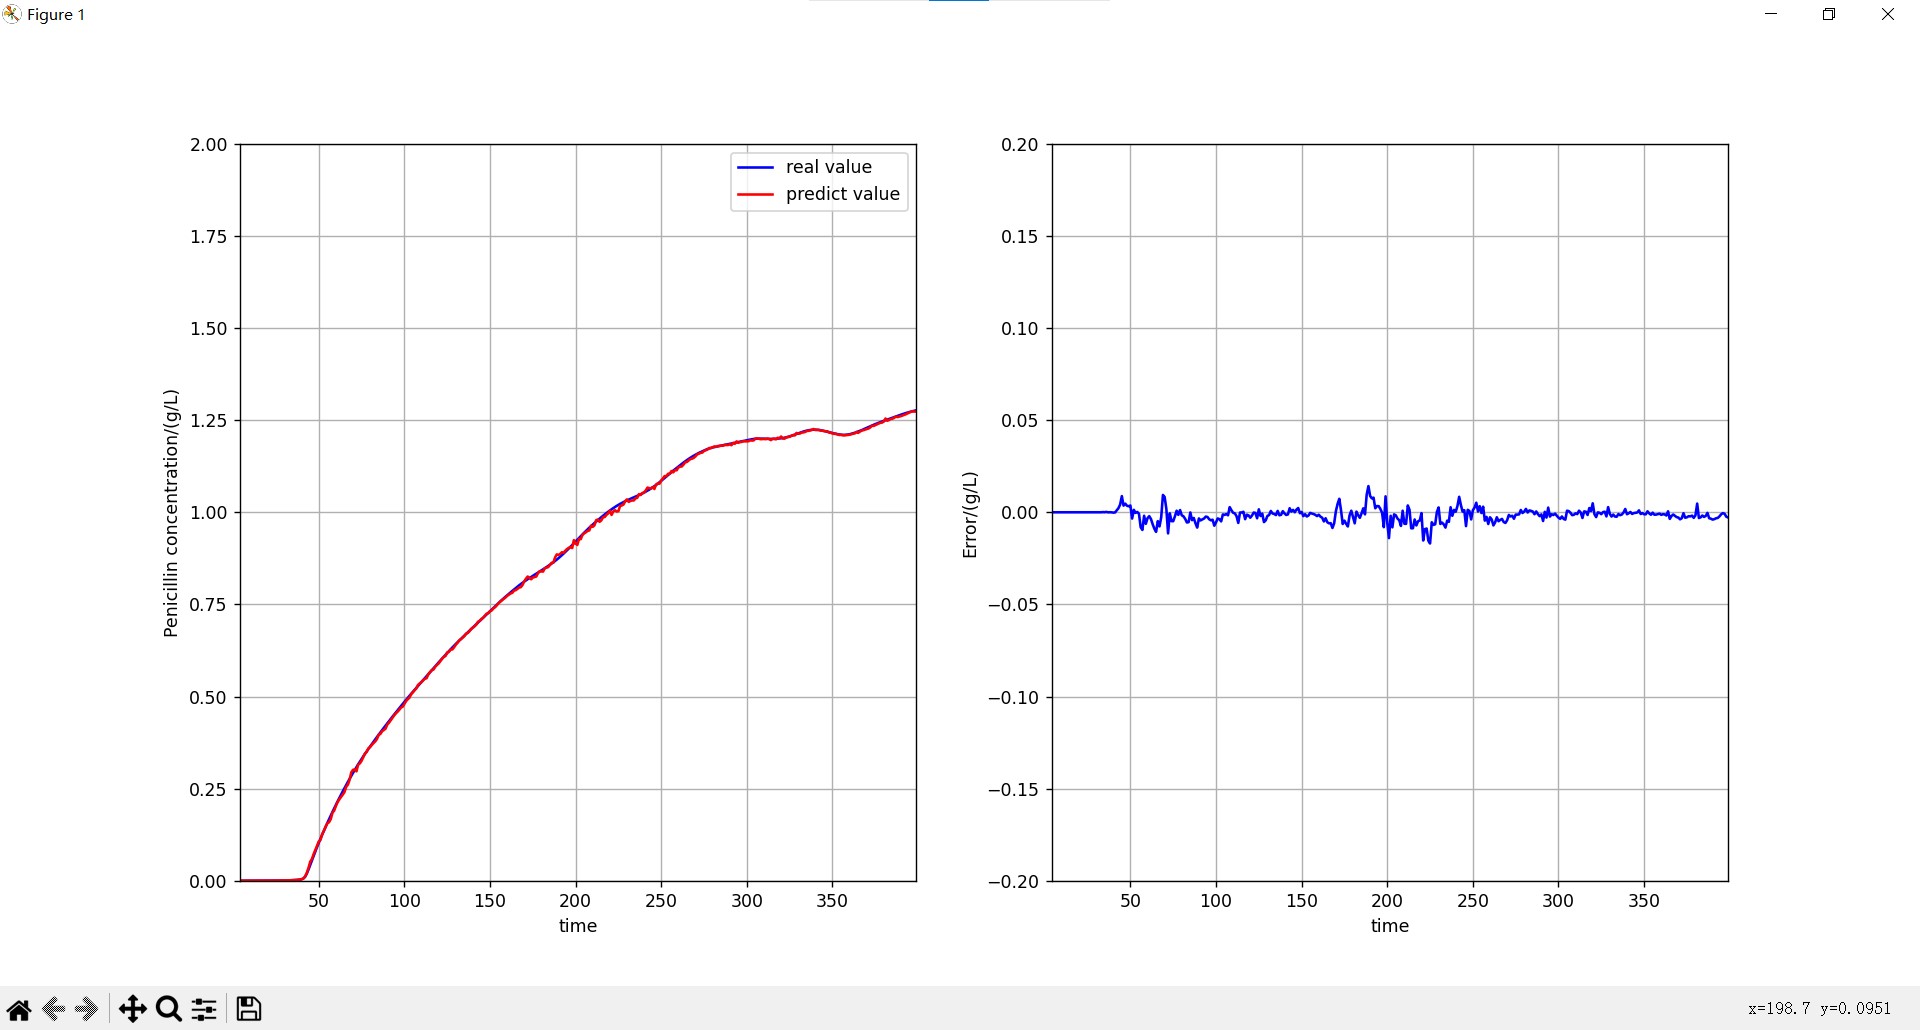 Figure 1
2.00
1.75
1.50
1.25
1.00
0.75
0.50
0.25
0.00
50 100 150 200 250 300 350
time
Penicillin concentration/(g/L)
real value
predict value
0.20
0.15
0.10
0.05
0.00
−0.05
−0.10
−0.15
−0.20
50 100 150 200 250 300 350
time
Error/(g/L)
x=198.7 y=0.0951